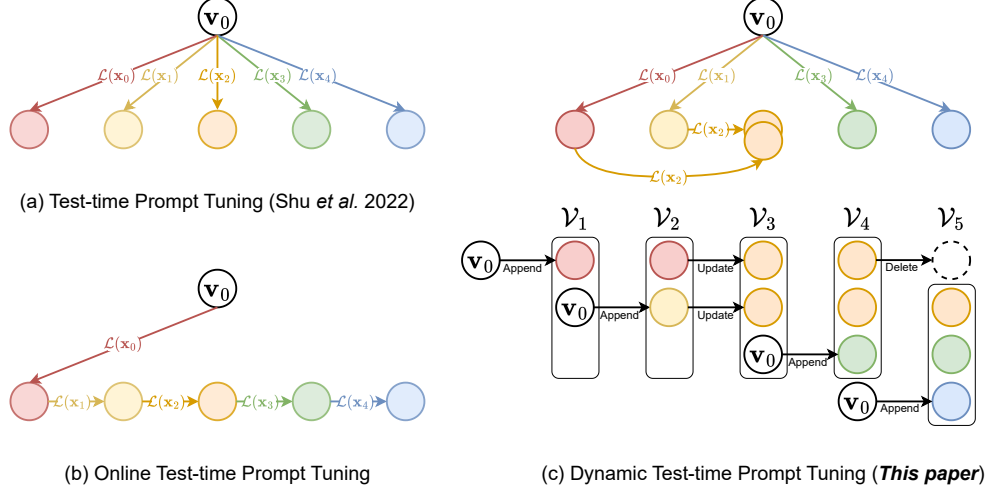 v₀
L(x₀) L(x₁) L(x₂) L(x₃) L(x₄)
(a) Test-time Prompt Tuning (Shu et al. 2022)
v₀
L(x₀)
L(x₁) L(x₂) L(x₃) L(x₄)
(b) Online Test-time Prompt Tuning
v₀
L(x₀) L(x₁) L(x₃) L(x₄)
L(x₂)
L(x₂)
𝒱₁ 𝒱₂ 𝒱₃ 𝒱₄ 𝒱₅
v₀ Append Update Delete
v₀ Append Update
v₀ Append
v₀ Append
(c) Dynamic Test-time Prompt Tuning (This paper)